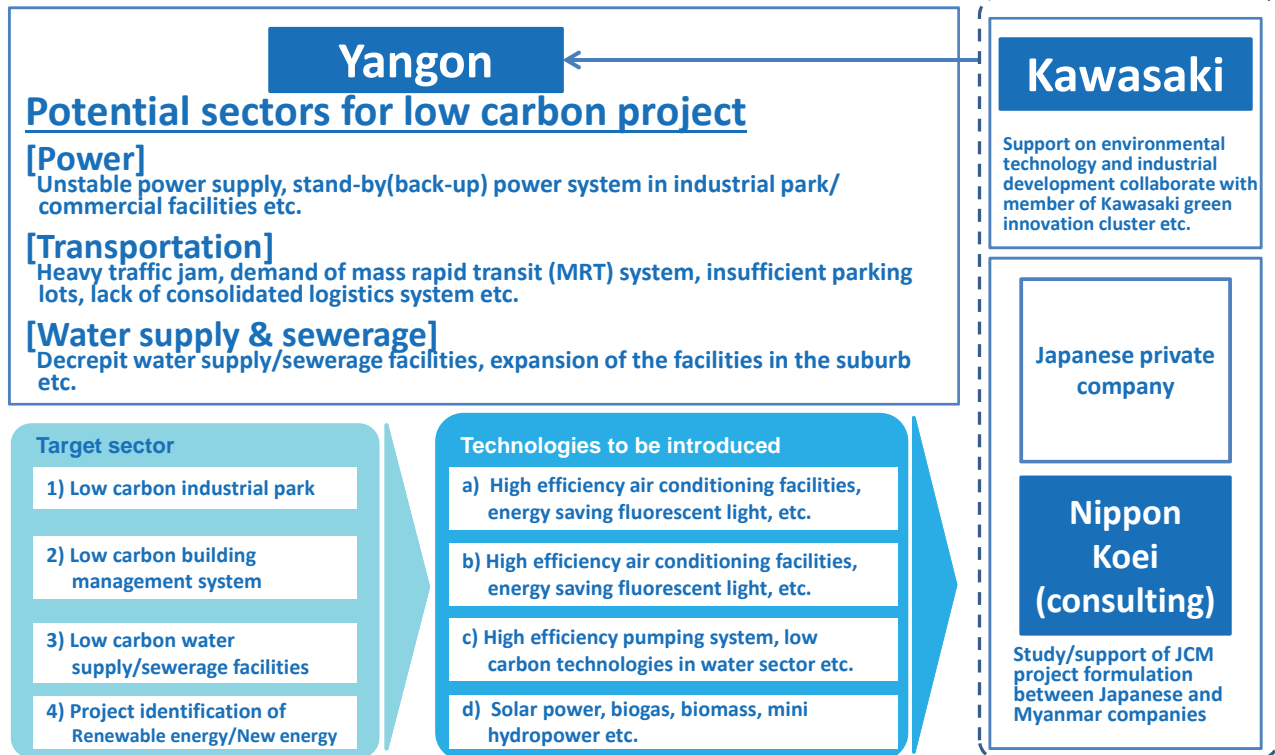 Yangon
Potential sectors for low carbon project
[Power]
Unstable power supply, stand-by(back-up) power system in industrial park/
commercial facilities etc.
[Transportation]
Heavy traffic jam, demand of mass rapid transit (MRT) system, insufficient parking
lots, lack of consolidated logistics system etc.
[Water supply & sewerage]
Decrepit water supply/sewerage facilities, expansion of the facilities in the suburb
etc.
Target sector
1) Low carbon industrial park
2) Low carbon building
management system
3) Low carbon water
supply/sewerage facilities
4) Project identification of
Renewable energy/New energy
Technologies to be introduced
a) High efficiency air conditioning facilities,
energy saving fluorescent light, etc.
b) High efficiency air conditioning facilities,
energy saving fluorescent light, etc.
c) High efficiency pumping system, low
carbon technologies in water sector etc.
d) Solar power, biogas, biomass, mini
hydropower etc.
Kawasaki
Support on environmental
technology and industrial
development collaborate with
member of Kawasaki green
innovation cluster etc.
Japanese private
company
Nippon
Koei
(consulting)
Study/support of JCM
project formulation
between Japanese and
Myanmar companies